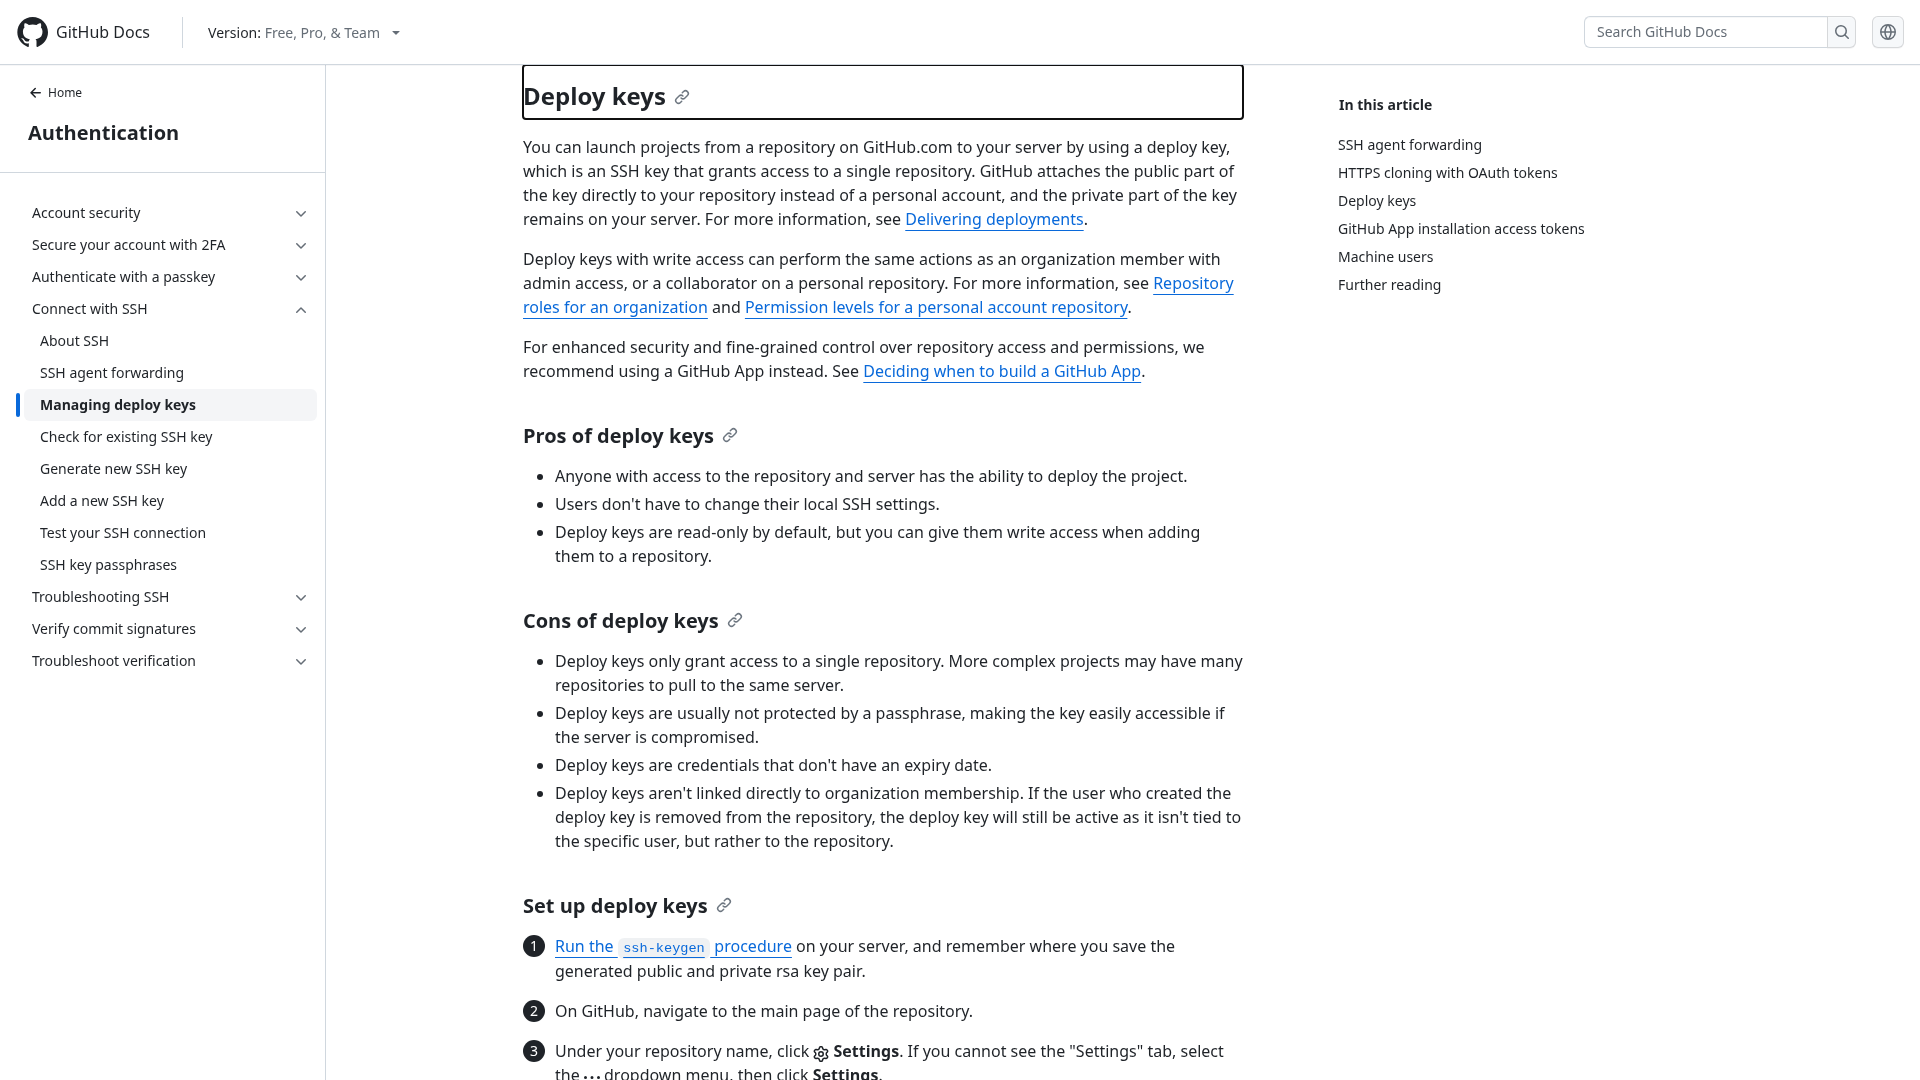 GitHub Docs
Version: Free, Pro, & Team
Search GitHub Docs
Home
Authentication
Account security
Secure your account with 2FA
Authenticate with a passkey
Connect with SSH
About SSH
SSH agent forwarding
Managing deploy keys
Check for existing SSH key
Generate new SSH key
Add a new SSH key
Test your SSH connection
SSH key passphrases
Troubleshooting SSH
Verify commit signatures
Troubleshoot verification
Deploy keys
You can launch projects from a repository on GitHub.com to your server by using a deploy key,
which is an SSH key that grants access to a single repository. GitHub attaches the public part of
the key directly to your repository instead of a personal account, and the private part of the key
remains on your server. For more information, see Delivering deployments.
Deploy keys with write access can perform the same actions as an organization member with
admin access, or a collaborator on a personal repository. For more information, see Repository
roles for an organization and Permission levels for a personal account repository.
For enhanced security and fine-grained control over repository access and permissions, we
recommend using a GitHub App instead. See Deciding when to build a GitHub App.
Pros of deploy keys
• Anyone with access to the repository and server has the ability to deploy the project.
• Users don't have to change their local SSH settings.
• Deploy keys are read-only by default, but you can give them write access when adding
them to a repository.
Cons of deploy keys
• Deploy keys only grant access to a single repository. More complex projects may have many
repositories to pull to the same server.
• Deploy keys are usually not protected by a passphrase, making the key easily accessible if
the server is compromised.
• Deploy keys are credentials that don't have an expiry date.
• Deploy keys aren't linked directly to organization membership. If the user who created the
deploy key is removed from the repository, the deploy key will still be active as it isn't tied to
the specific user, but rather to the repository.
Set up deploy keys
1 Run the ssh-keygen procedure on your server, and remember where you save the
generated public and private rsa key pair.
2 On GitHub, navigate to the main page of the repository.
3 Under your repository name, click Settings. If you cannot see the "Settings" tab, select
the ... dropdown menu, then click Settings.
In this article
SSH agent forwarding
HTTPS cloning with OAuth tokens
Deploy keys
GitHub App installation access tokens
Machine users
Further reading